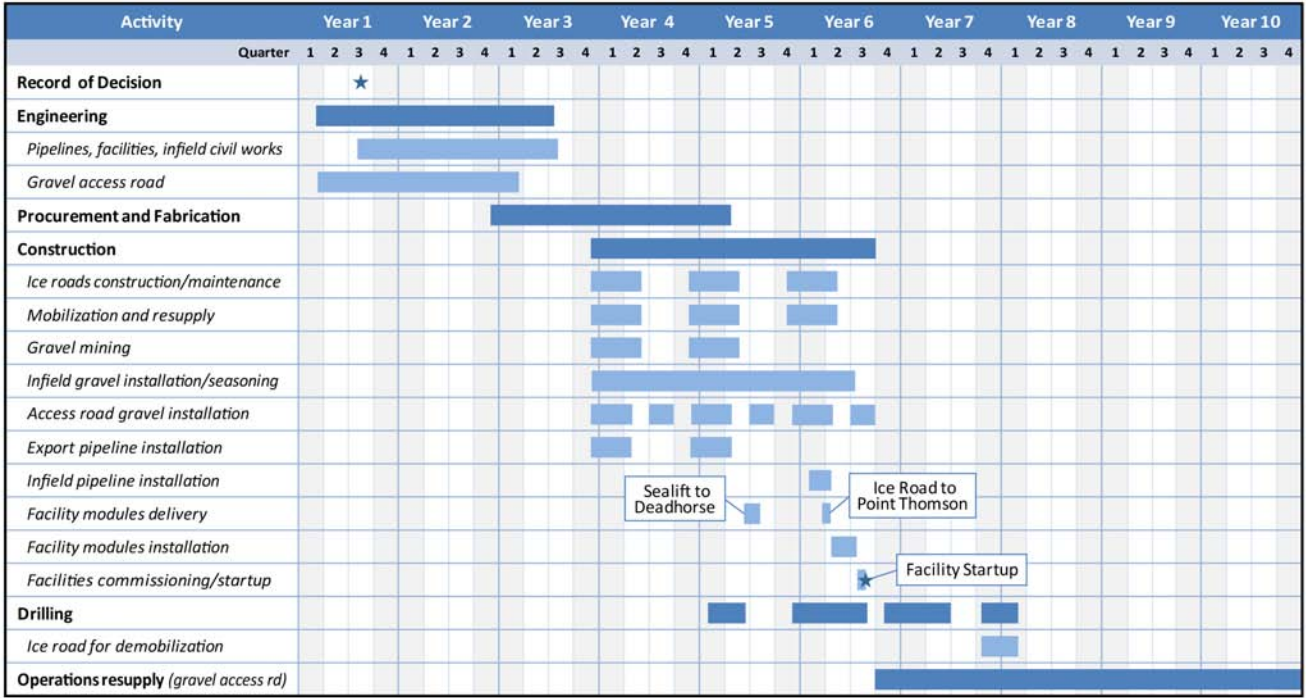 Activity Year 1 Year 2 Year 3 Year 4 Year 5 Year 6 Year 7 Year 8 Year 9 Year 10
Quarter 1 2 3 4 1 2 3 4 1 2 3 4 1 2 3 4 1 2 3 4 1 2 3 4 1 2 3 4 1 2 3 4 1 2 3 4 1 2 3 4
Record of Decision
Engineering
Pipelines, facilities, infield civil works
Gravel access road
Procurement and Fabrication
Construction
Ice roads construction/maintenance
Mobilization and resupply
Gravel mining
Infield gravel installation/seasoning
Access road gravel installation
Export pipeline installation
Infield pipeline installation
Sealift to
Deadhorse
Ice Road to
Point Thomson
Facility modules delivery
Facility modules installation
Facilities commissioning/startup
Facility Startup
Drilling
Ice road for demobilization
Operations resupply (gravel access rd)